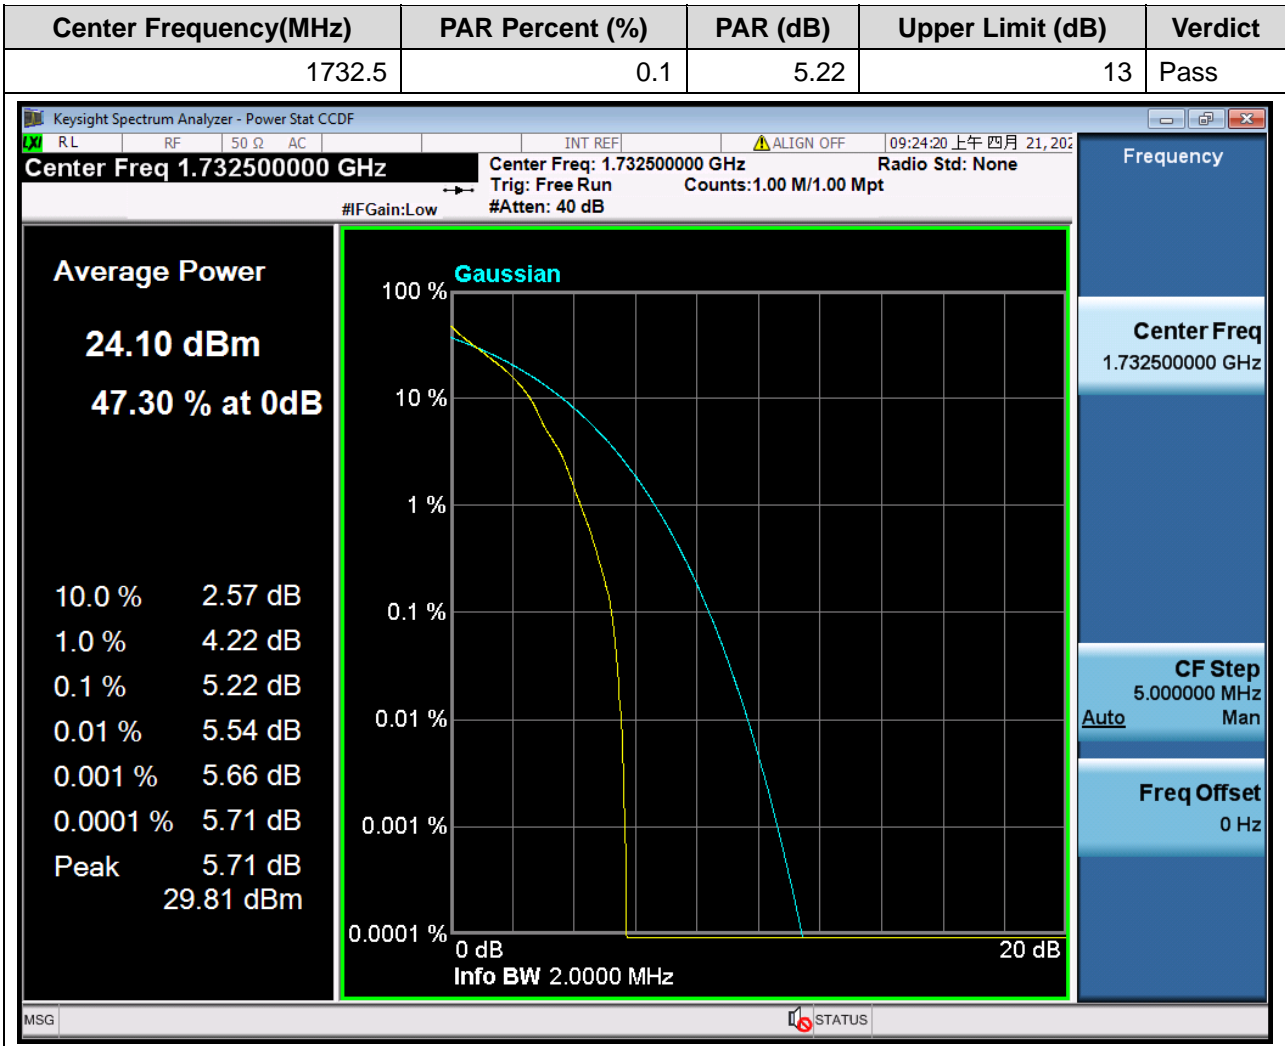 Center Frequency(MHz) PAR Percent (%) PAR (dB) Upper Limit (dB) Verdict
1732.5 0.1 5.22 13 Pass
Keysight Spectrum Analyzer - Power Stat CCDF
LXI RL RF 50 Ω AC INT REF ALIGN OFF 09:24:20 上午 四月 21, 202
Center Freq 1.732500000 GHz
Center Freq: 1.732500000 GHz Radio Std: None
Trig: Free Run Counts:1.00 M/1.00 Mpt
#IFGain:Low #Atten: 40 dB
Average Power
24.10 dBm
47.30 % at 0dB
10.0 % 2.57 dB
1.0 % 4.22 dB
0.1 % 5.22 dB
0.01 % 5.54 dB
0.001 % 5.66 dB
0.0001 % 5.71 dB
Peak 5.71 dB
29.81 dBm
Gaussian
100 %
10 %
1 %
0.1 %
0.01 %
0.001 %
0.0001 %
0 dB 20 dB
Info BW 2.0000 MHz
Frequency
Center Freq
1.732500000 GHz
CF Step
5.000000 MHz
Auto Man
Freq Offset
0 Hz
MSG STATUS